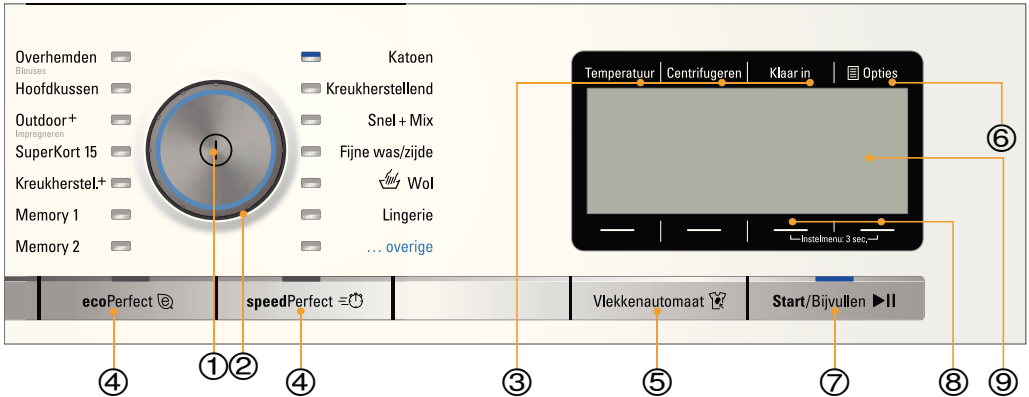 Overhemden
Blouses
Hoofdkussen
Outdoor+
Impregneren
SuperKort 15
Kreukherstel.+
Memory 1
Memory 2
Katoen
Kreukherstellend
Snel + Mix
Fijne was/zijde
Wol
Lingerie
... overige
Temperatuur Centrifugeren Klaar in Opties
Instelmenu: 3 sec.
ecoPerfect speedPerfect Vlekkenautomaat Start/Bijvullen
① ② ③ ④ ④ ⑤ ⑥ ⑦ ⑧ ⑨